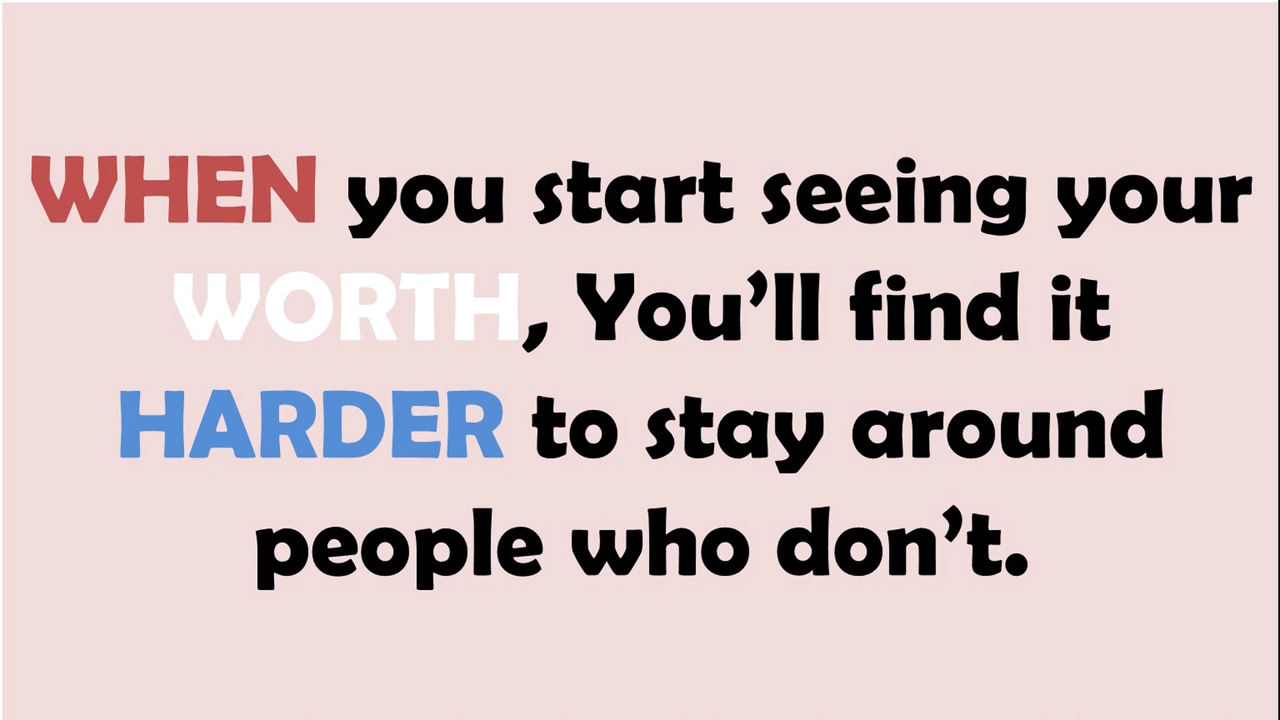 WHEN you start seeing your
WORTH, You’ll find it
HARDER to stay around
people who don’t.